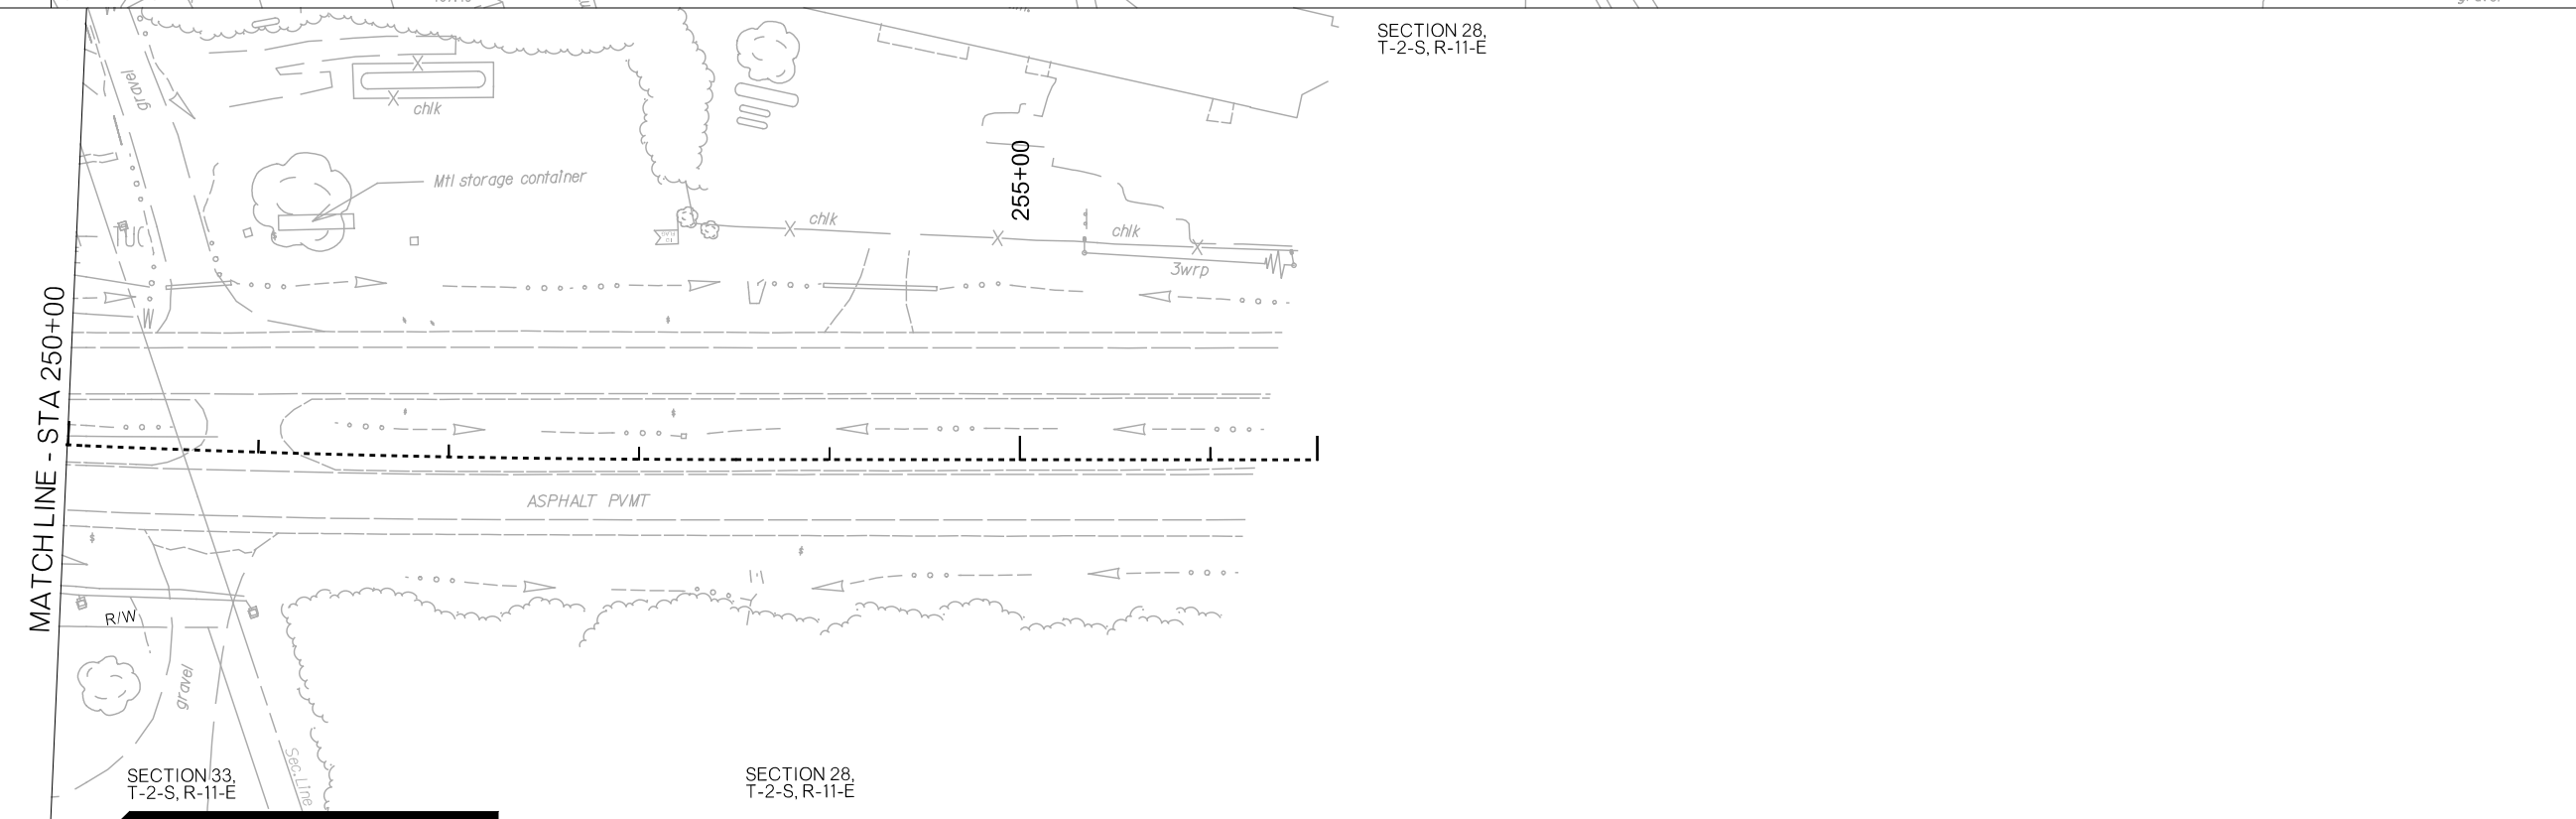 SECTION 28,
T-2-S, R-11-E
gravel
chlk
Mtl storage container
255+00
TUC
chlk
chlk
3wrp
MATCH LINE - STA 250+00
ASPHALT PVMT
R/W
gravel
Sec.Line
SECTION 33,
T-2-S, R-11-E
SECTION 28,
T-2-S, R-11-E